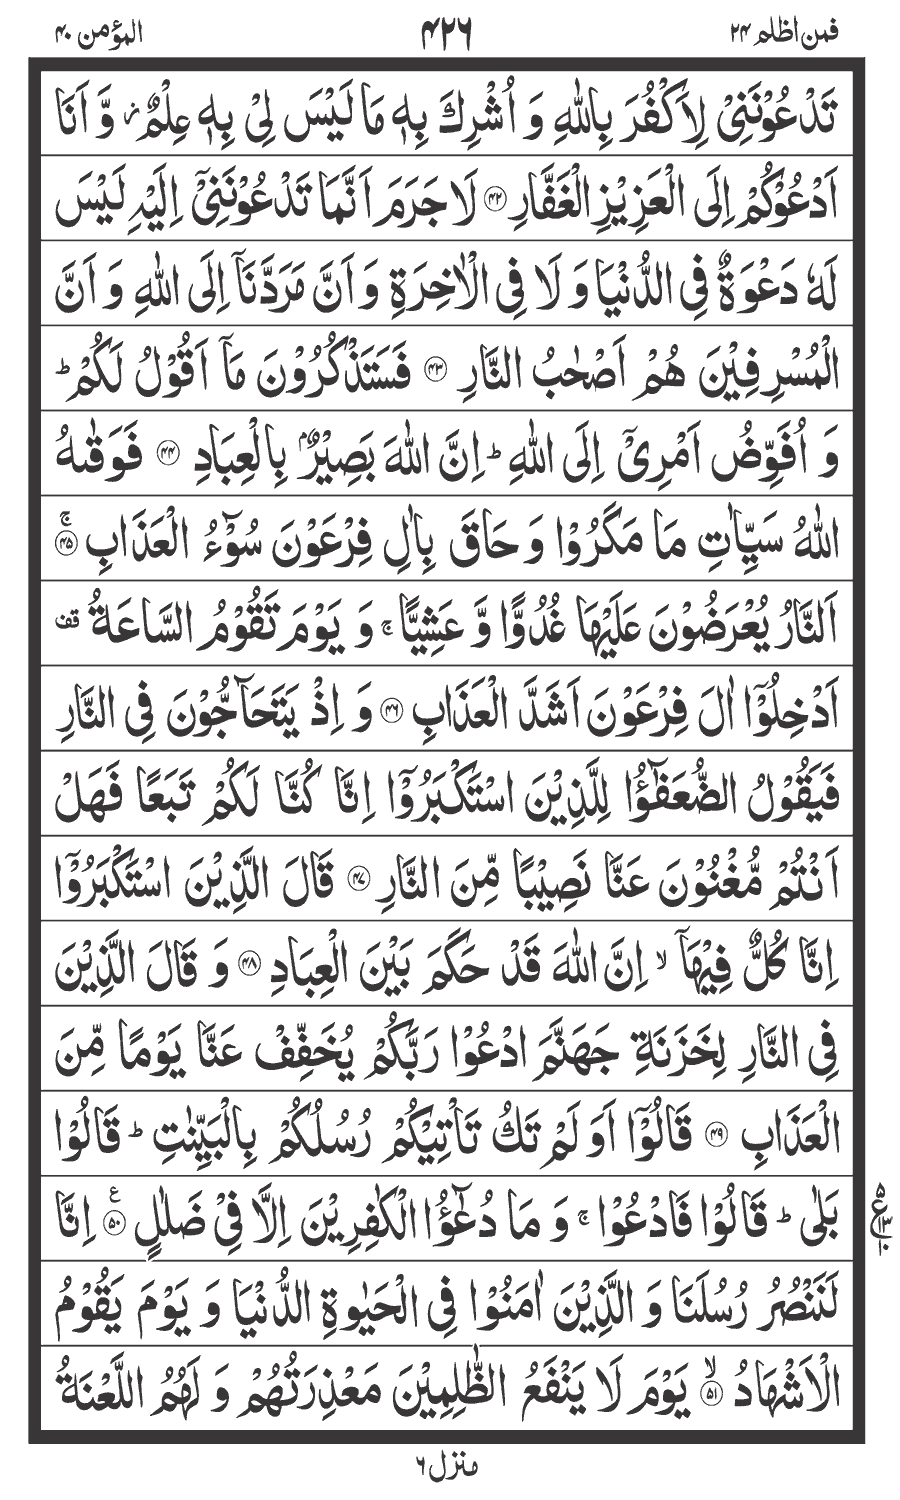 فمن اظلم ۲۴ ۴۲۶ المؤمن ۴۰
تَدْعُوْنَنِیْ لِاَكْفُرَ بِاللّٰهِ وَ اُشْرِكَ بِهٖ مَا لَیْسَ لِیْ بِهٖ عِلْمٌ ؗ وَّ اَنَا
اَدْعُوْكُمْ اِلَی الْعَزِیْزِ الْغَفَّارِ ﴿۴۲﴾ لَا جَرَمَ اَنَّمَا تَدْعُوْنَنِیْۤ اِلَیْهِ لَیْسَ
لَهٗ دَعْوَةٌ فِی الدُّنْیَا وَ لَا فِی الْاٰخِرَةِ وَ اَنَّ مَرَدَّنَاۤ اِلَی اللّٰهِ وَ اَنَّ
الْمُسْرِفِیْنَ هُمْ اَصْحٰبُ النَّارِ ﴿۴۳﴾ فَسَتَذْكُرُوْنَ مَاۤ اَقُوْلُ لَكُمْ ؕ
وَ اُفَوِّضُ اَمْرِیْۤ اِلَی اللّٰهِ ؕ اِنَّ اللّٰهَ بَصِیْرٌۢ بِالْعِبَادِ ﴿۴۴﴾ فَوَقٰىهُ
اللّٰهُ سَیِّاٰتِ مَا مَكَرُوْا وَ حَاقَ بِاٰلِ فِرْعَوْنَ سُوْٓءُ الْعَذَابِ ﴿ۚ۴۵﴾
اَلنَّارُ یُعْرَضُوْنَ عَلَیْهَا غُدُوًّا وَّ عَشِیًّا ۚ وَ یَوْمَ تَقُوْمُ السَّاعَةُ ۫
اَدْخِلُوْۤا اٰلَ فِرْعَوْنَ اَشَدَّ الْعَذَابِ ﴿۴۶﴾ وَ اِذْ یَتَحَآجُّوْنَ فِی النَّارِ
فَیَقُوْلُ الضُّعَفٰٓؤُا لِلَّذِیْنَ اسْتَكْبَرُوْۤا اِنَّا كُنَّا لَكُمْ تَبَعًا فَهَلْ
اَنْتُمْ مُّغْنُوْنَ عَنَّا نَصِیْبًا مِّنَ النَّارِ ﴿۴۷﴾ قَالَ الَّذِیْنَ اسْتَكْبَرُوْۤا
اِنَّا كُلٌّ فِیْهَاۤ ۙ اِنَّ اللّٰهَ قَدْ حَكَمَ بَیْنَ الْعِبَادِ ﴿۴۸﴾ وَ قَالَ الَّذِیْنَ
فِی النَّارِ لِخَزَنَةِ جَهَنَّمَ ادْعُوْا رَبَّكُمْ یُخَفِّفْ عَنَّا یَوْمًا مِّنَ
الْعَذَابِ ﴿۴۹﴾ قَالُوْۤا اَوَ لَمْ تَكُ تَاْتِیْكُمْ رُسُلُكُمْ بِالْبَیِّنٰتِ ؕ قَالُوْا
بَلٰی ؕ قَالُوْا فَادْعُوْا ۚ وَ مَا دُعٰٓؤُا الْكٰفِرِیْنَ اِلَّا فِیْ ضَلٰلٍ ﴿۵۰﴾ع اِنَّا
لَنَنْصُرُ رُسُلَنَا وَ الَّذِیْنَ اٰمَنُوْا فِی الْحَیٰوةِ الدُّنْیَا وَ یَوْمَ یَقُوْمُ
الْاَشْهَادُ ﴿ۙ۵۱﴾ یَوْمَ لَا یَنْفَعُ الظّٰلِمِیْنَ مَعْذِرَتُهُمْ وَ لَهُمُ اللَّعْنَةُ
منزل ۶